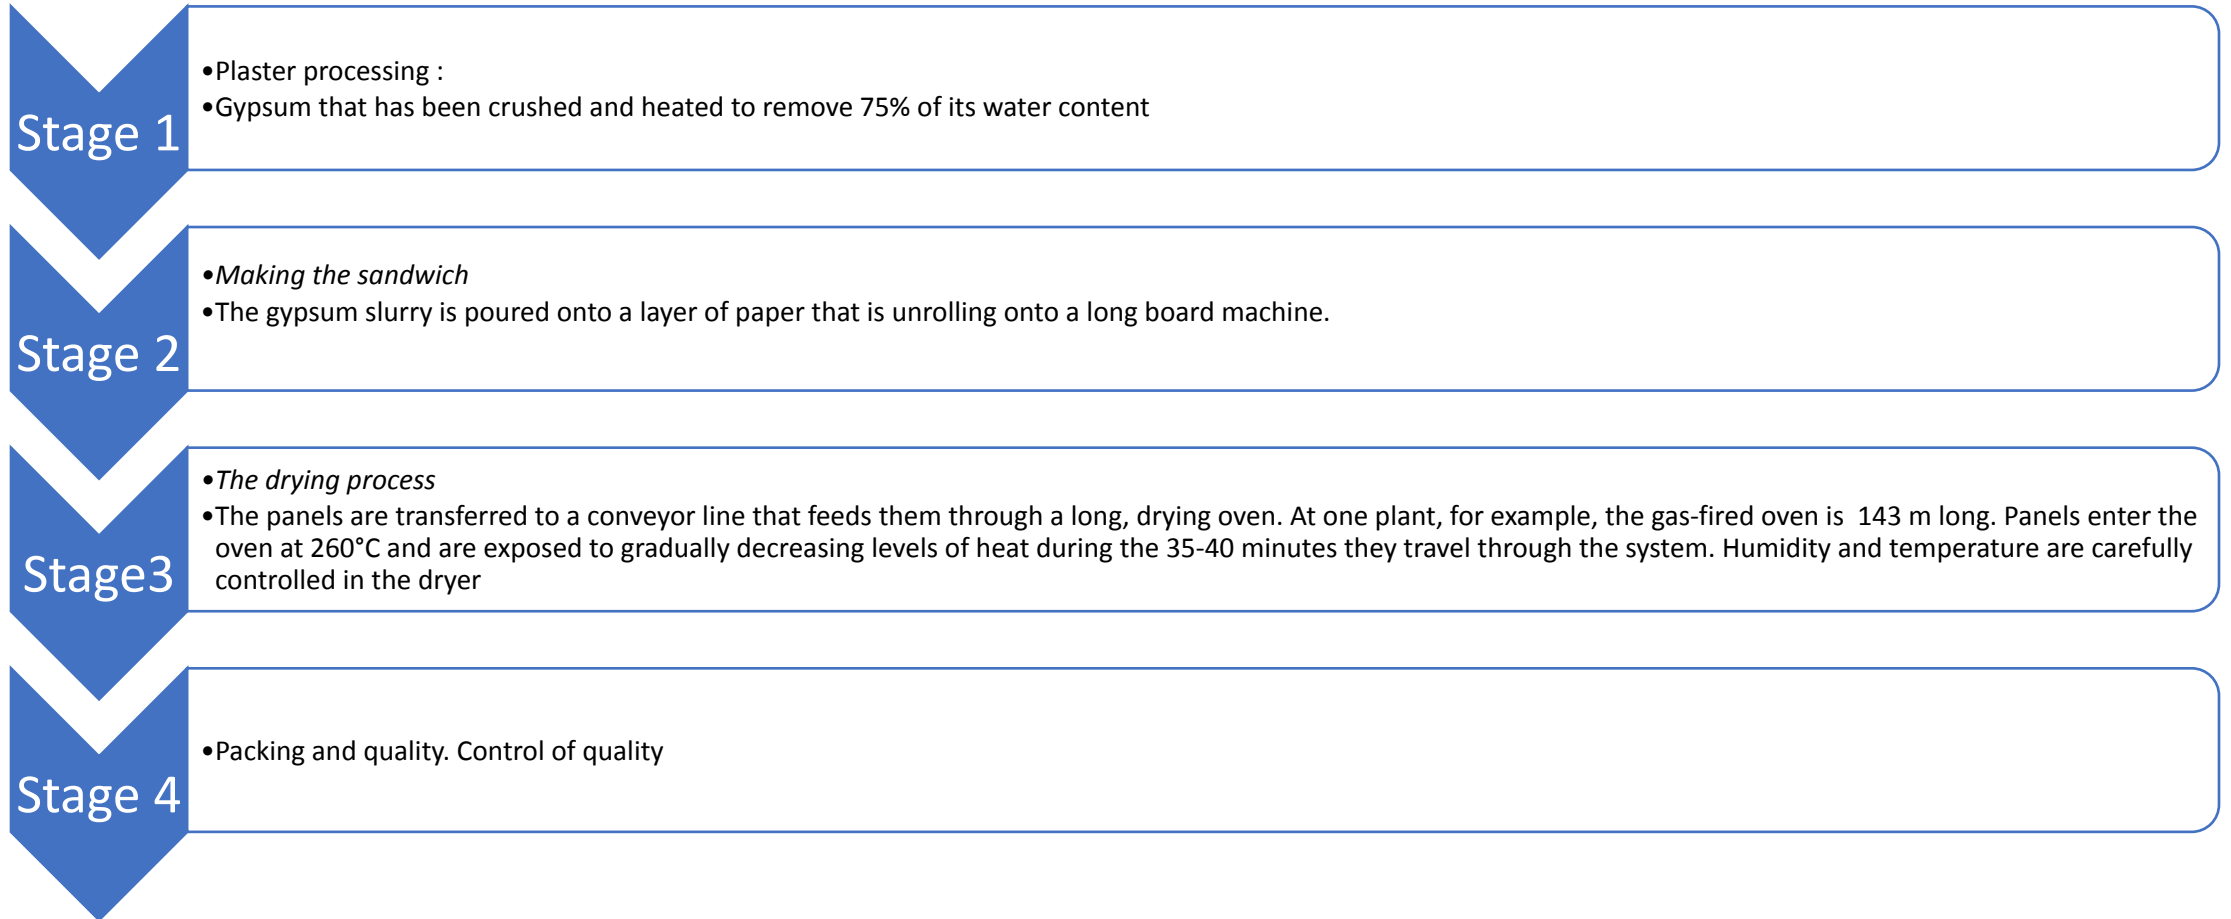 Stage 1
•Plaster processing :
•Gypsum that has been crushed and heated to remove 75% of its water content
Stage 2
•Making the sandwich
•The gypsum slurry is poured onto a layer of paper that is unrolling onto a long board machine.
Stage3
•The drying process
•The panels are transferred to a conveyor line that feeds them through a long, drying oven. At one plant, for example, the gas-fired oven is  143 m long. Panels enter the
oven at 260°C and are exposed to gradually decreasing levels of heat during the 35-40 minutes they travel through the system. Humidity and temperature are carefully
controlled in the dryer
Stage 4
•Packing and quality. Control of quality